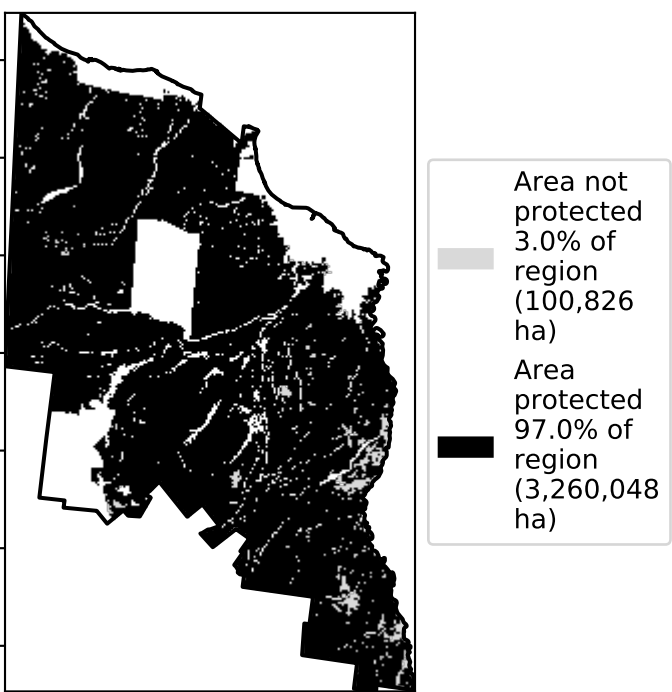 Area not
protected
3.0% of
region
(100,826
ha)
Area
protected
97.0% of
region
(3,260,048
ha)